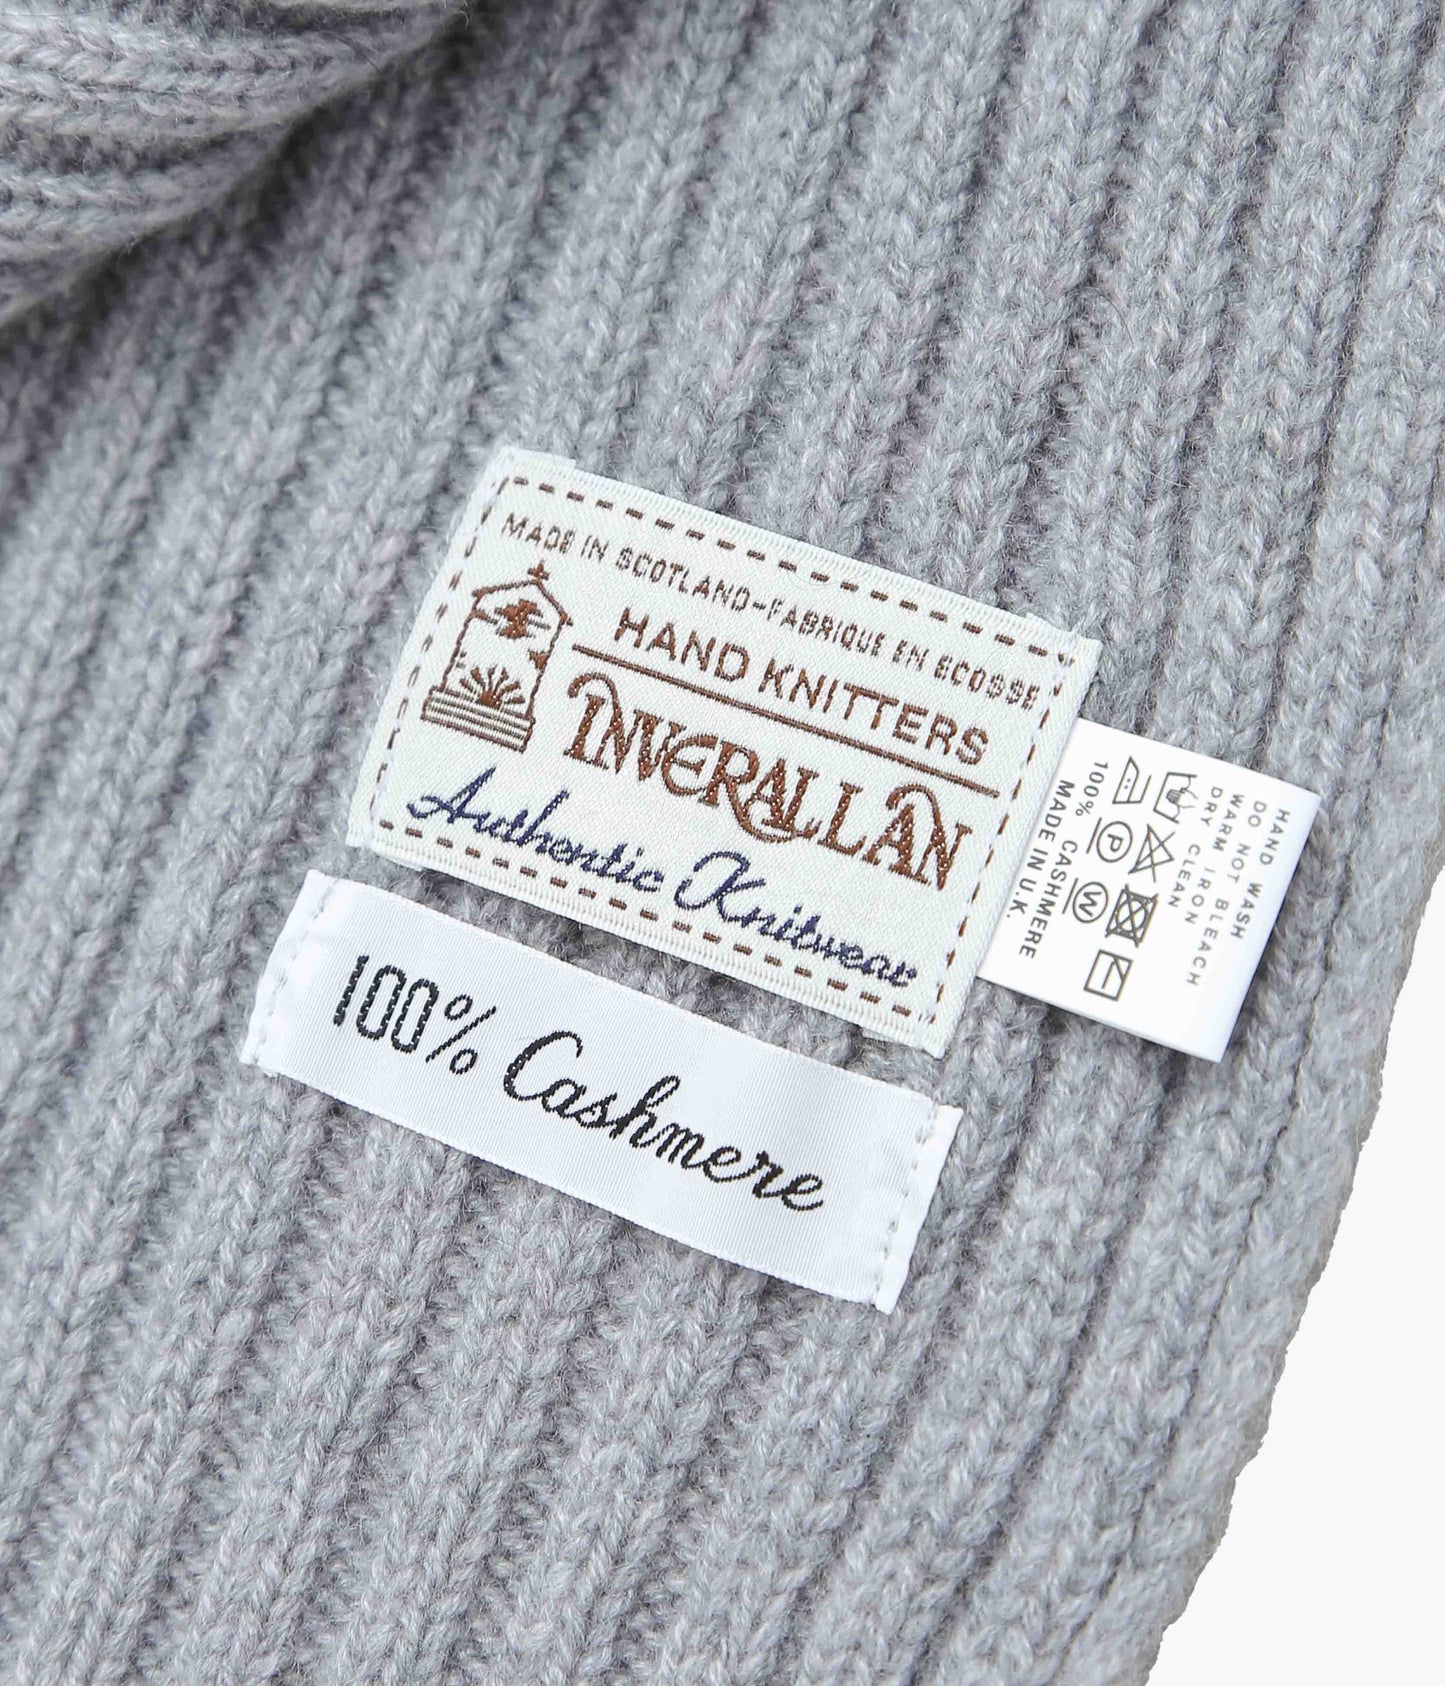 MADE IN SCOTLAND-FABRIQUE EN ECOSSE
HAND KNITTERS
INVERALLAN
Authentic Knitwear
100% Cashmere
HAND WASH
DO NOT BLEACH
WARM IRON
DRY CLEAN
P
W
100% CASHMERE
MADE IN U.K.